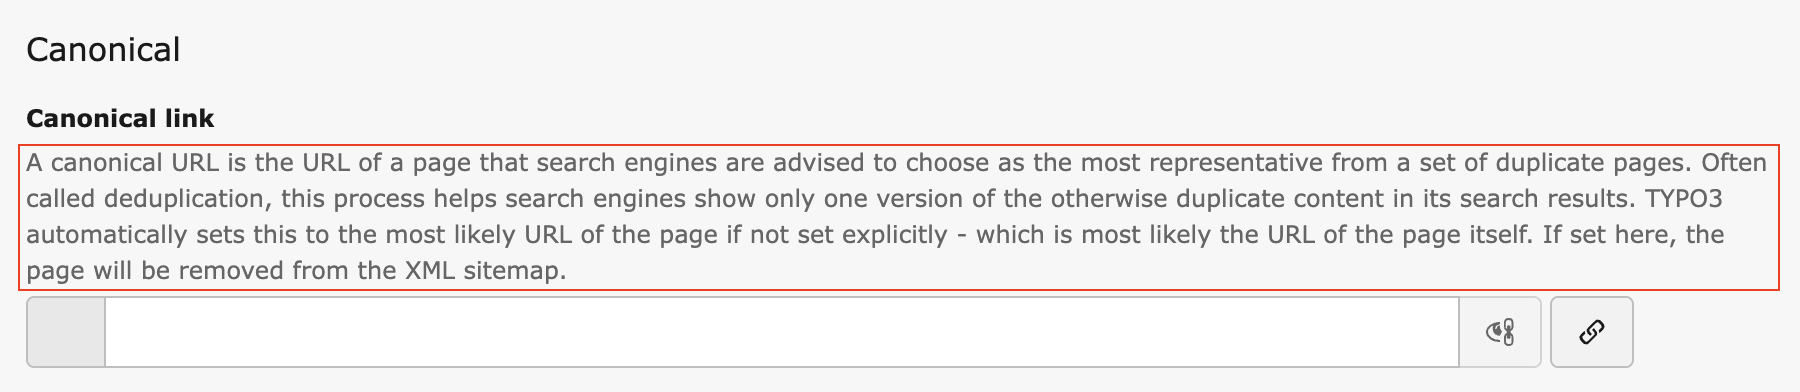 Canonical
Canonical link
A canonical URL is the URL of a page that search engines are advised to choose as the most representative from a set of duplicate pages. Often
called deduplication, this process helps search engines show only one version of the otherwise duplicate content in its search results. TYPO3
automatically sets this to the most likely URL of the page if not set explicitly - which is most likely the URL of the page itself. If set here, the
page will be removed from the XML sitemap.